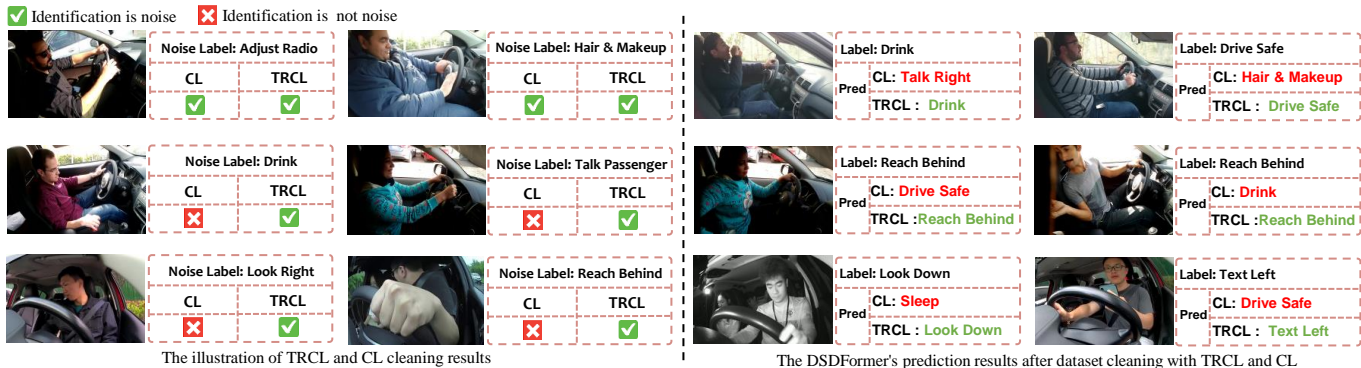 Identification is noise Identification is not noise
Noise Label: Adjust Radio
CL TRCL
Noise Label: Hair & Makeup
CL TRCL
Label: Drink
Pred
CL: Talk Right
TRCL : Drink
Label: Drive Safe
Pred
CL: Hair & Makeup
TRCL : Drive Safe
Noise Label: Drink
CL TRCL
Noise Label: Talk Passenger
CL TRCL
Label: Reach Behind
Pred
CL: Drive Safe
TRCL :Reach Behind
Label: Reach Behind
Pred
CL: Drink
TRCL :Reach Behind
Noise Label: Look Right
CL TRCL
Noise Label: Reach Behind
CL TRCL
Label: Look Down
Pred
CL: Sleep
TRCL : Look Down
Label: Text Left
Pred
CL: Drive Safe
TRCL : Text Left
The illustration of TRCL and CL cleaning results
The DSDFormer's prediction results after dataset cleaning with TRCL and CL